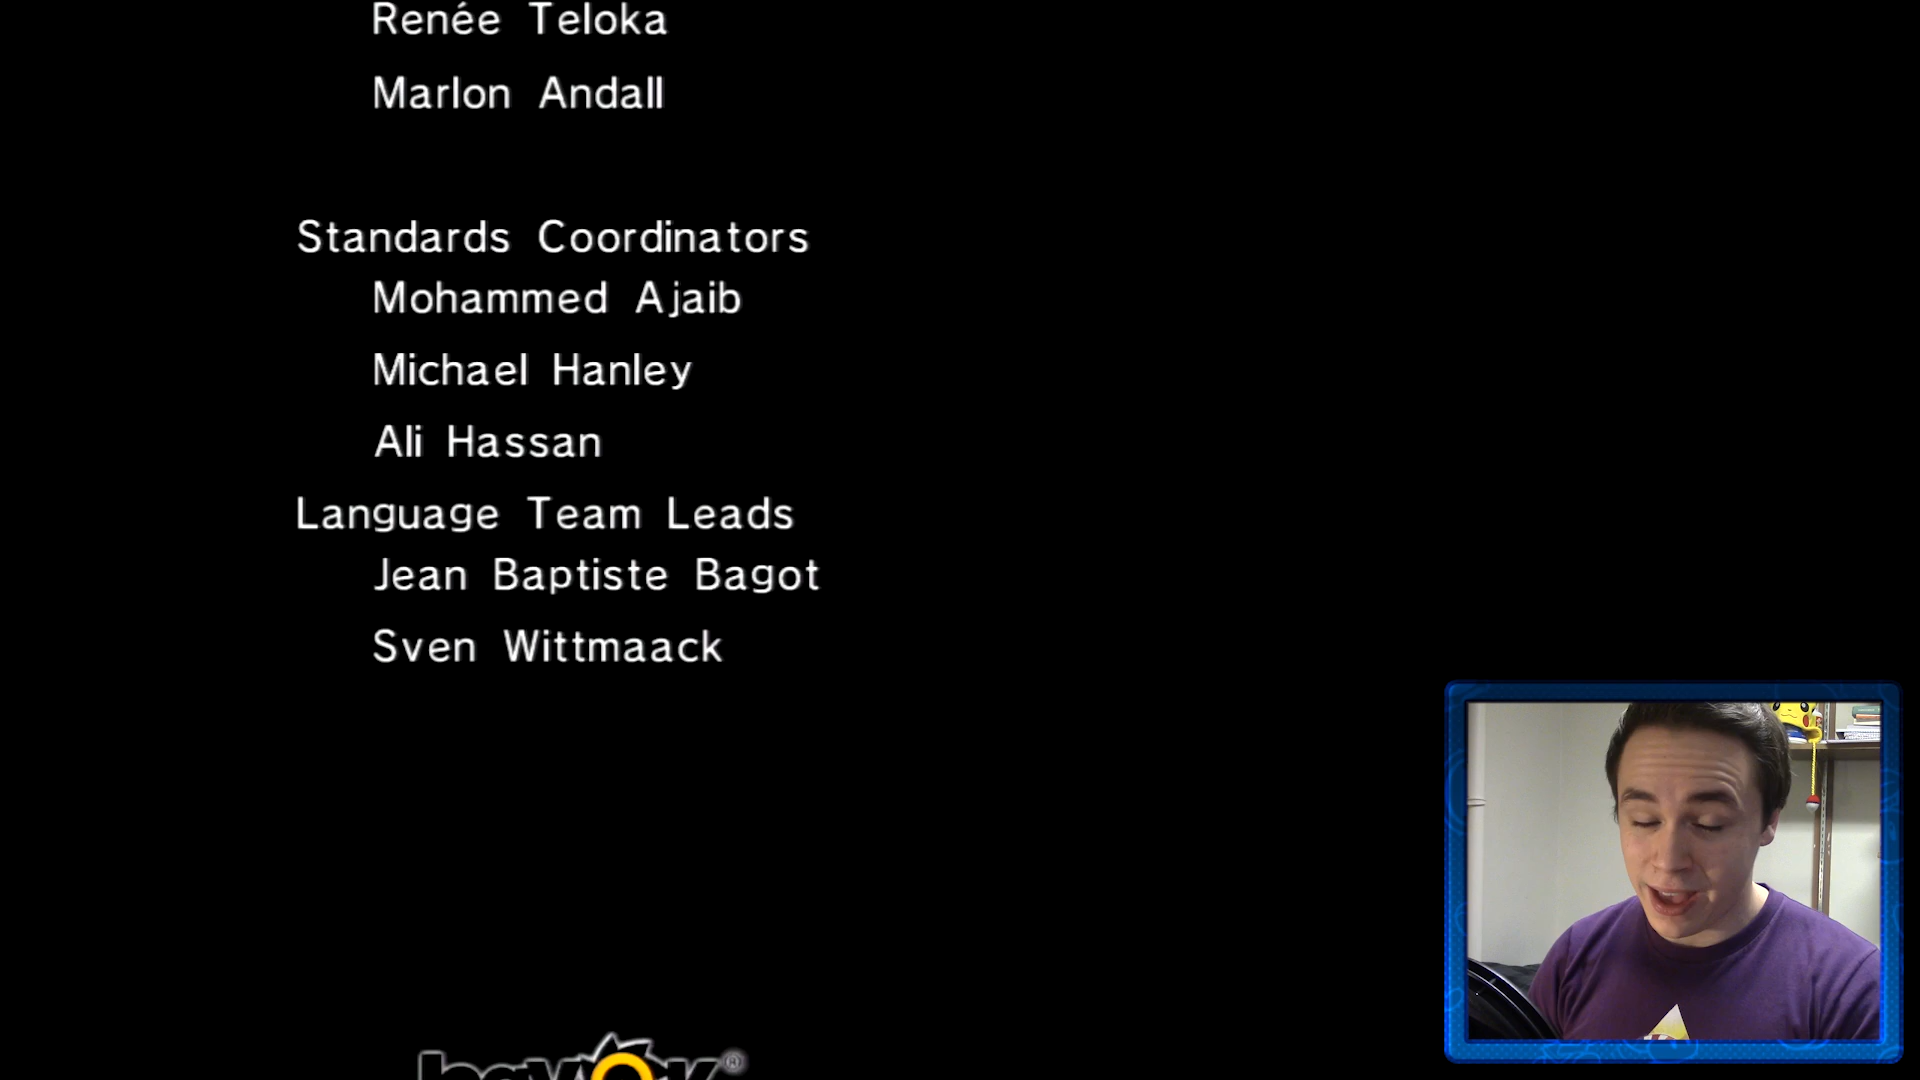 Renée Teloka
Marlon Andall
Standards Coordinators
Mohammed Ajaib
Michael Hanley
Ali Hassan
Language Team Leads
Jean Baptiste Bagot
Sven Wittmaack
havok®